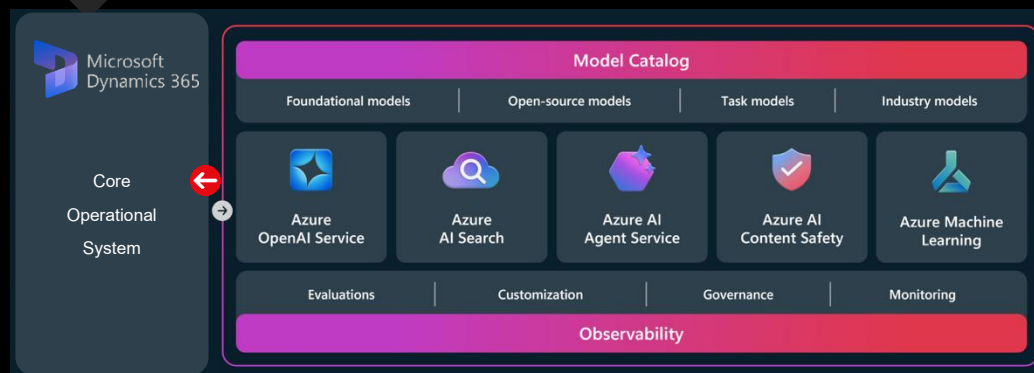 Microsoft
Dynamics 365
Core
Operational
System
Model Catalog
Foundational models
Open-source models
Task models
Industry models
Azure
OpenAI Service
Azure
AI Search
Azure AI
Agent Service
Azure AI
Content Safety
Azure Machine
Learning
Evaluations
Customization
Governance
Monitoring
Observability